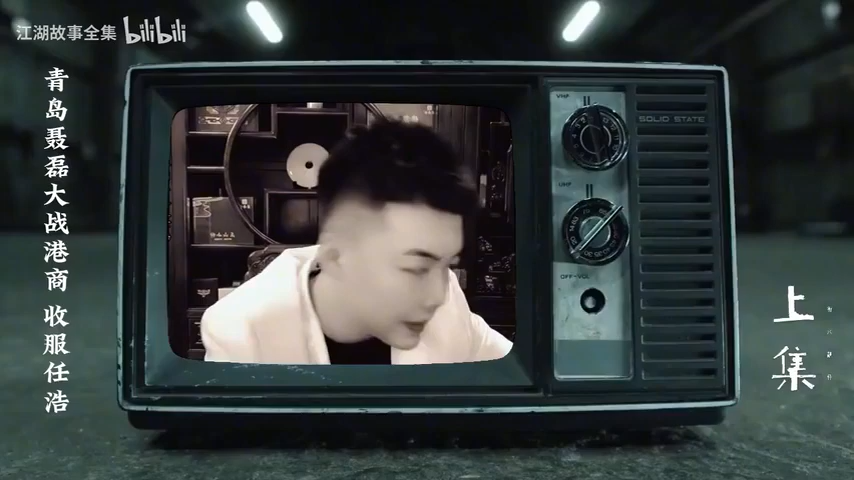 江湖故事全集 bilibili
青岛聂磊大战港商 收服任浩
VHF
SOLID STATE
UHF
OFF-VOL
上集